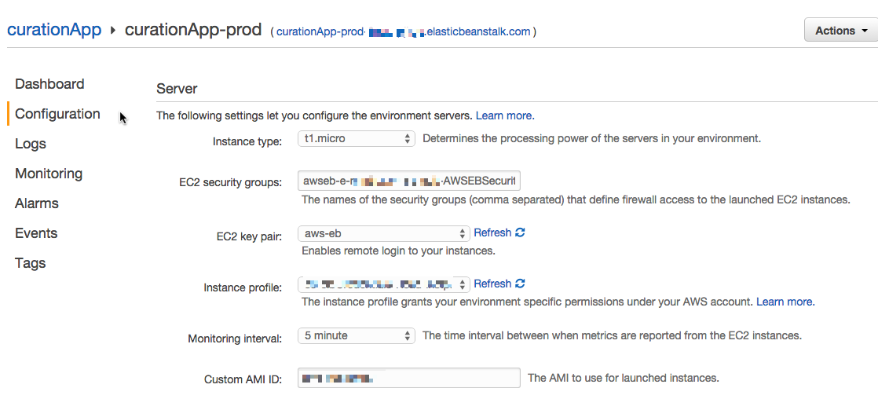 curationApp ▸ curationApp-prod ( curationApp-prod- .elasticbeanstalk.com )
Actions
Dashboard
Configuration
Logs
Monitoring
Alarms
Events
Tags
Server
The following settings let you configure the environment servers. Learn more.
Instance type: t1.micro Determines the processing power of the servers in your environment.
EC2 security groups: awseb-e- -AWSEBSecurit
The names of the security groups (comma separated) that define firewall access to the launched EC2 instances.
EC2 key pair: aws-eb Refresh
Enables remote login to your instances.
Instance profile: Refresh
The instance profile grants your environment specific permissions under your AWS account. Learn more.
Monitoring interval: 5 minute The time interval between when metrics are reported from the EC2 instances.
Custom AMI ID: The AMI to use for launched instances.